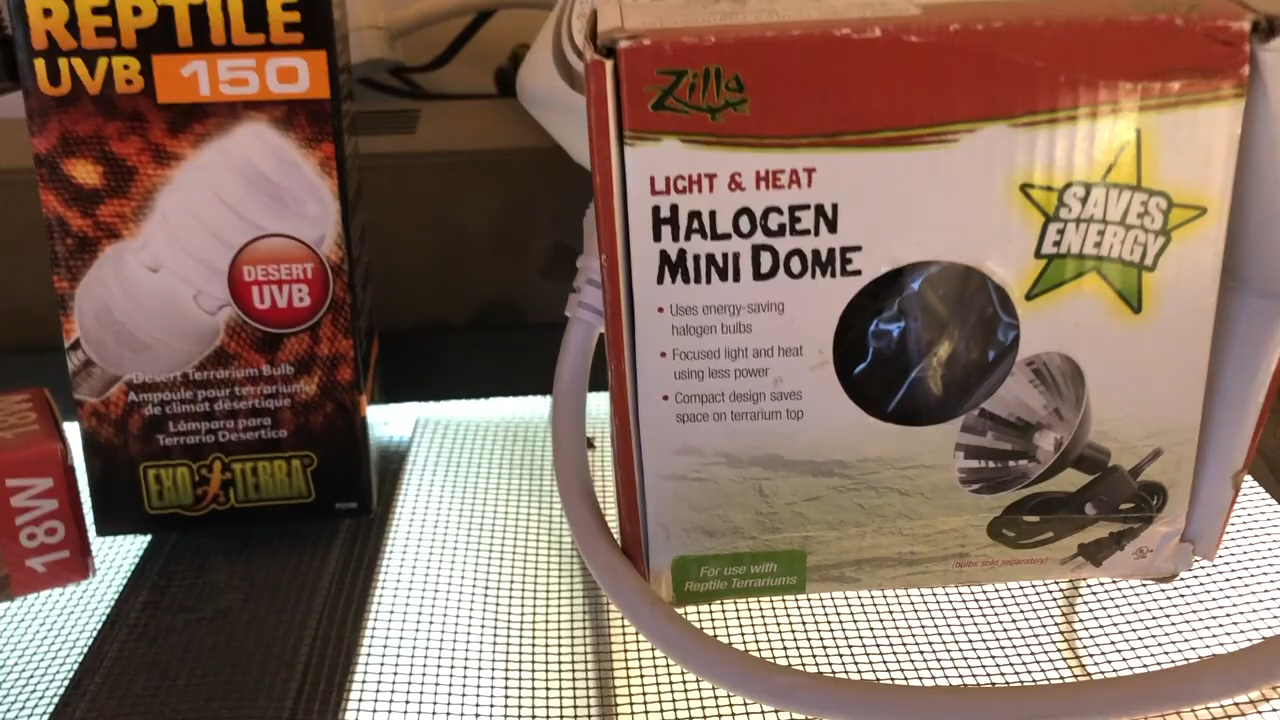 REPTILE
UVB 150
DESERT
UVB
Desert Terrarium Bulb
Ampoule pour terrariums
de climat désertique
Lámpara para
Terrario Desertico
EXO TERRA
18W
18W
Zilla
LIGHT & HEAT
HALOGEN
MINI DOME
SAVES
ENERGY
• Uses energy-saving
halogen bulbs
• Focused light and heat
using less power
• Compact design saves
space on terrarium top
For use with
Reptile Terrariums
(bulbs sold separately)